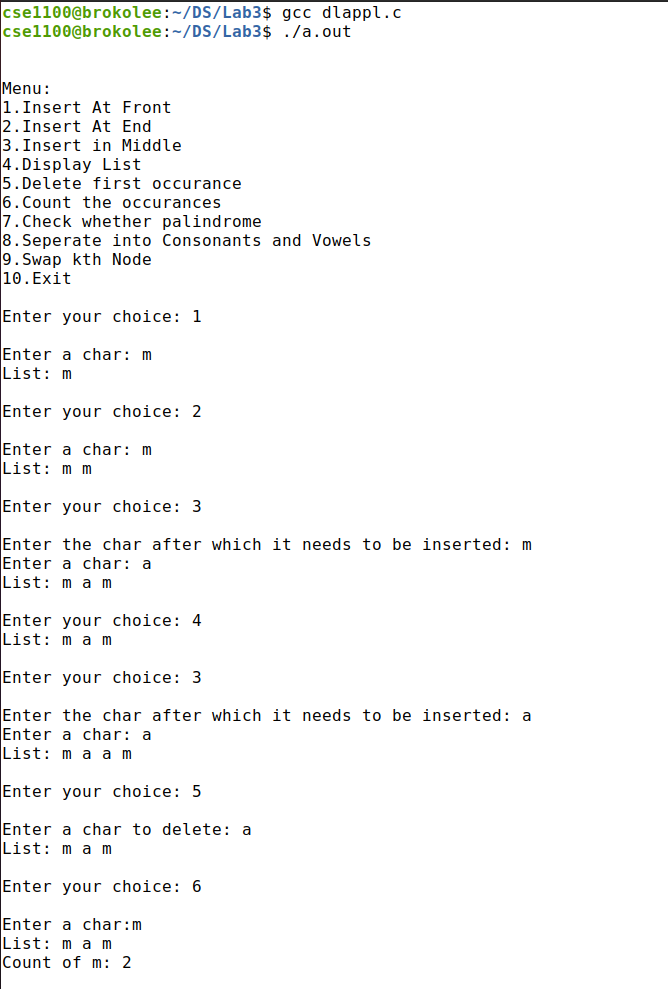 cse1100@brokolee:~/DS/Lab3$ gcc dlappl.c
cse1100@brokolee:~/DS/Lab3$ ./a.out
Menu:
1.Insert At Front
2.Insert At End
3.Insert in Middle
4.Display List
5.Delete first occurance
6.Count the occurances
7.Check whether palindrome
8.Seperate into Consonants and Vowels
9.Swap kth Node
10.Exit
Enter your choice: 1
Enter a char: m
List: m
Enter your choice: 2
Enter a char: m
List: m m
Enter your choice: 3
Enter the char after which it needs to be inserted: m
Enter a char: a
List: m a m
Enter your choice: 4
List: m a m
Enter your choice: 3
Enter the char after which it needs to be inserted: a
Enter a char: a
List: m a a m
Enter your choice: 5
Enter a char to delete: a
List: m a m
Enter your choice: 6
Enter a char:m
List: m a m
Count of m: 2